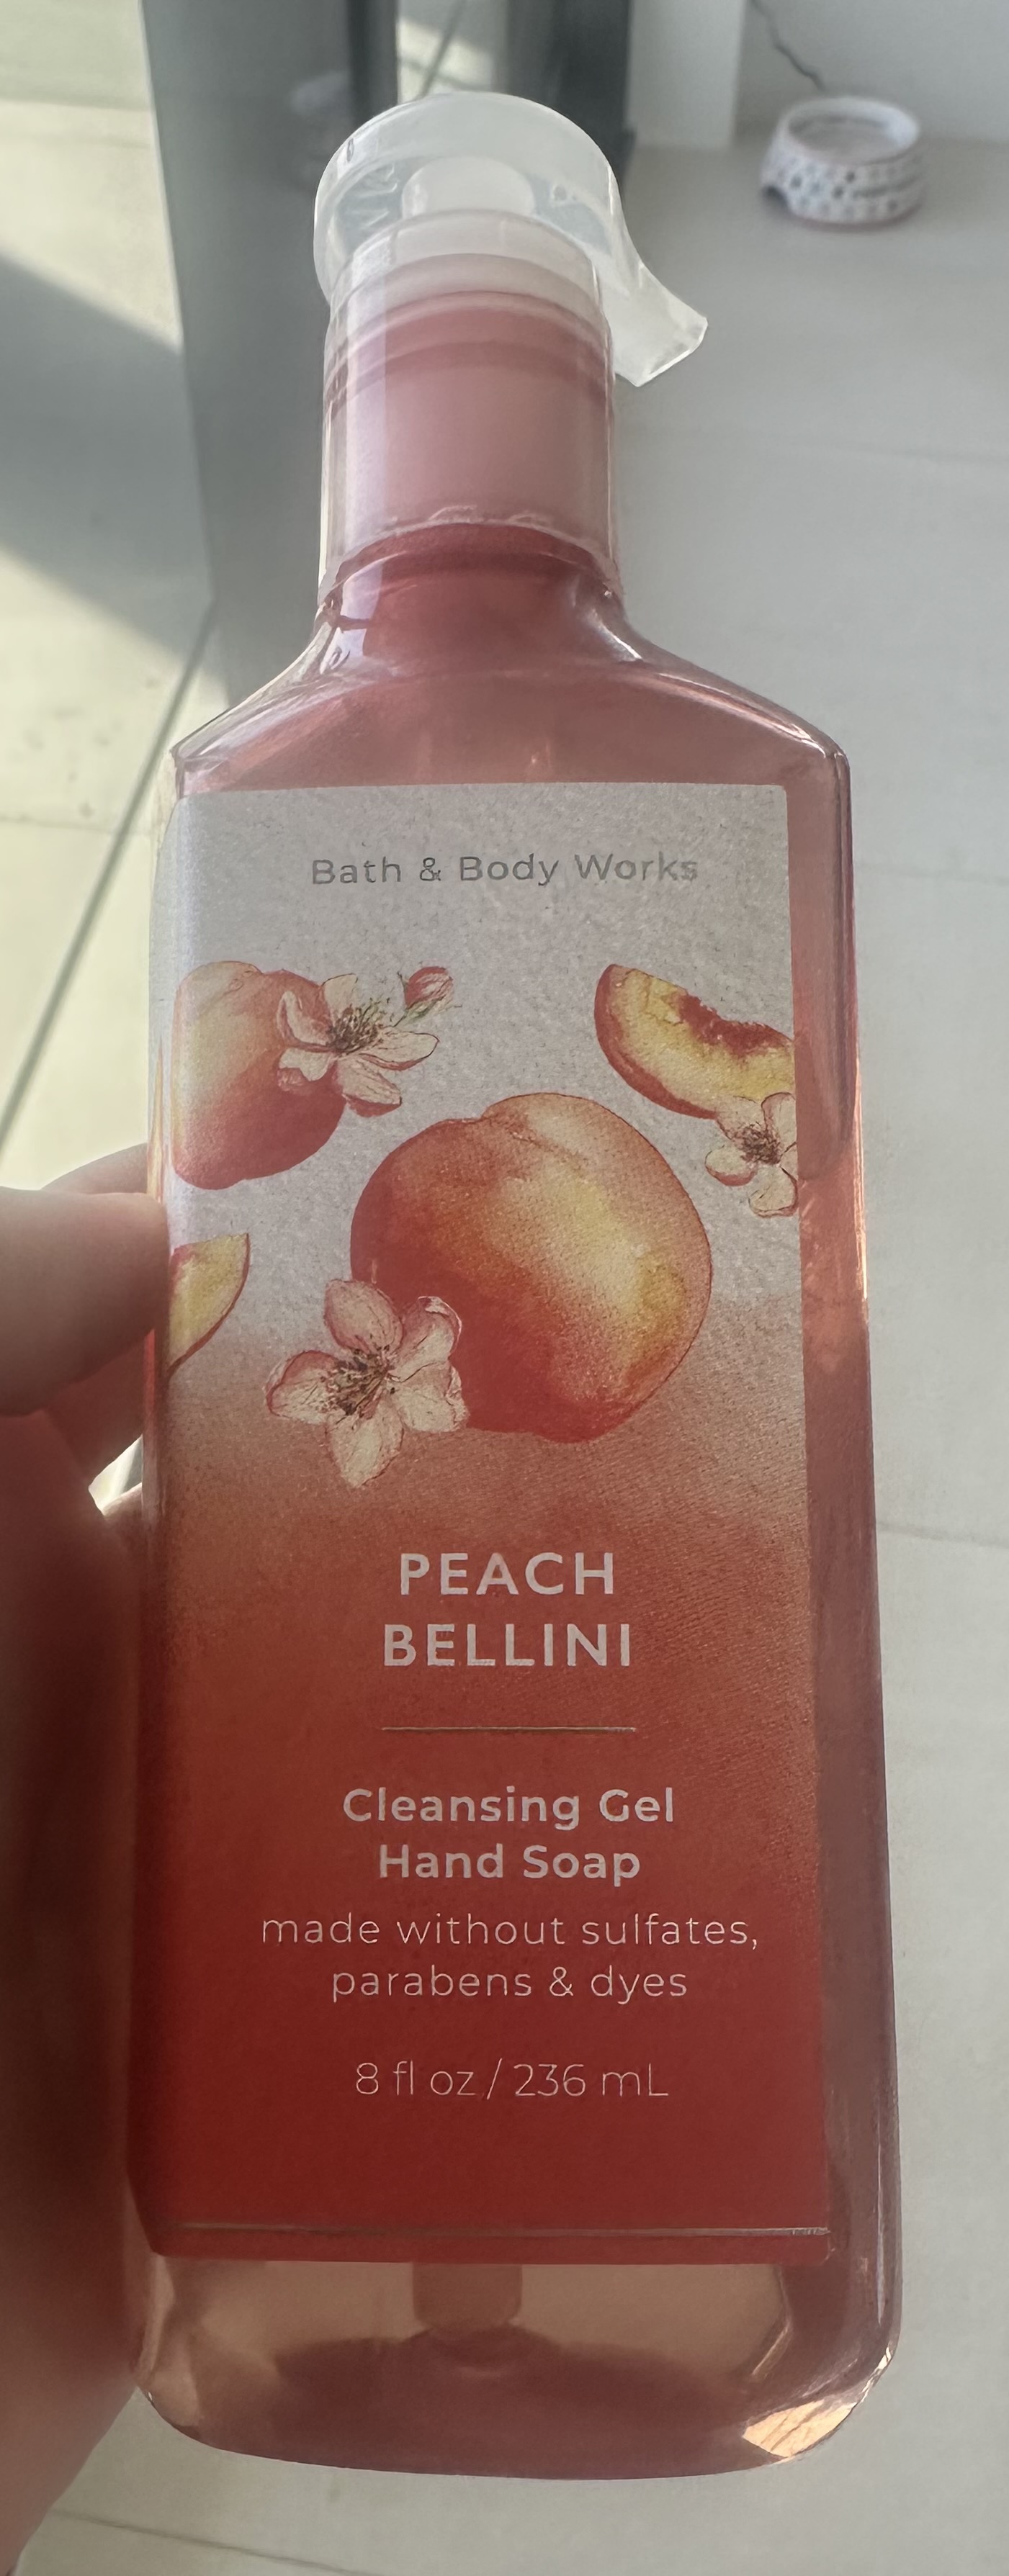 Bath & Body Works
PEACH
BELLINI
Cleansing Gel
Hand Soap
made without sulfates,
parabens & dyes
8 fl oz / 236 mL